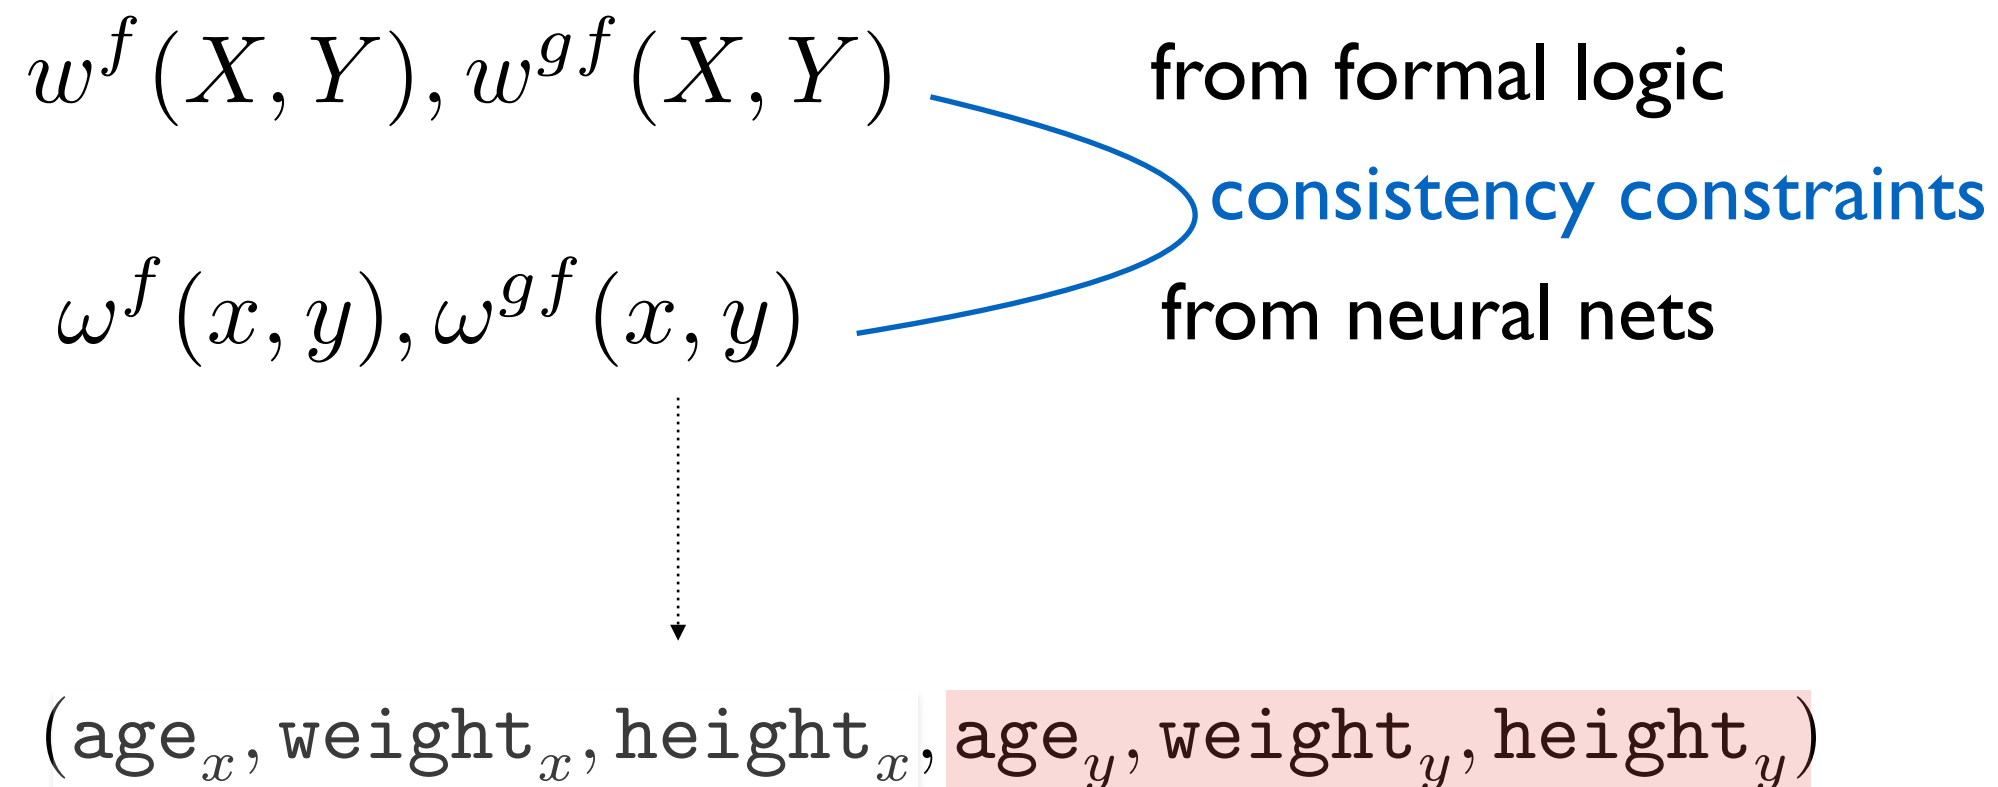 w^f(X, Y), w^{gf}(X, Y) from formal logic
consistency constraints
ω^f(x, y), ω^{gf}(x, y) from neural nets
(age_x, weight_x, height_x, age_y, weight_y, height_y)